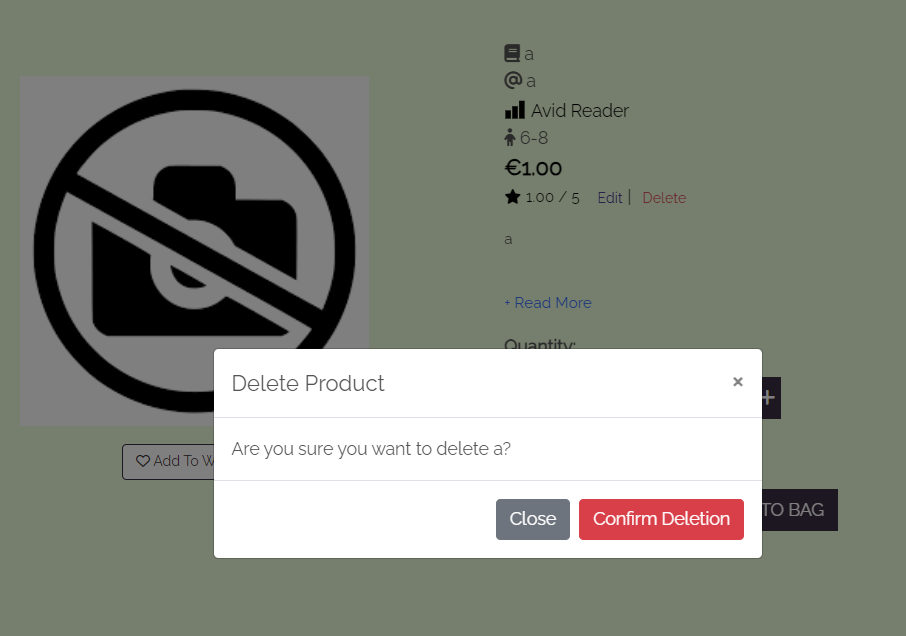 a
@ a
Avid Reader
6-8
€1.00
1.00 / 5 Edit | Delete
a
+ Read More
Quantity:
Delete Product ×
+
Are you sure you want to delete a?
Add To W
Close Confirm Deletion
TO BAG